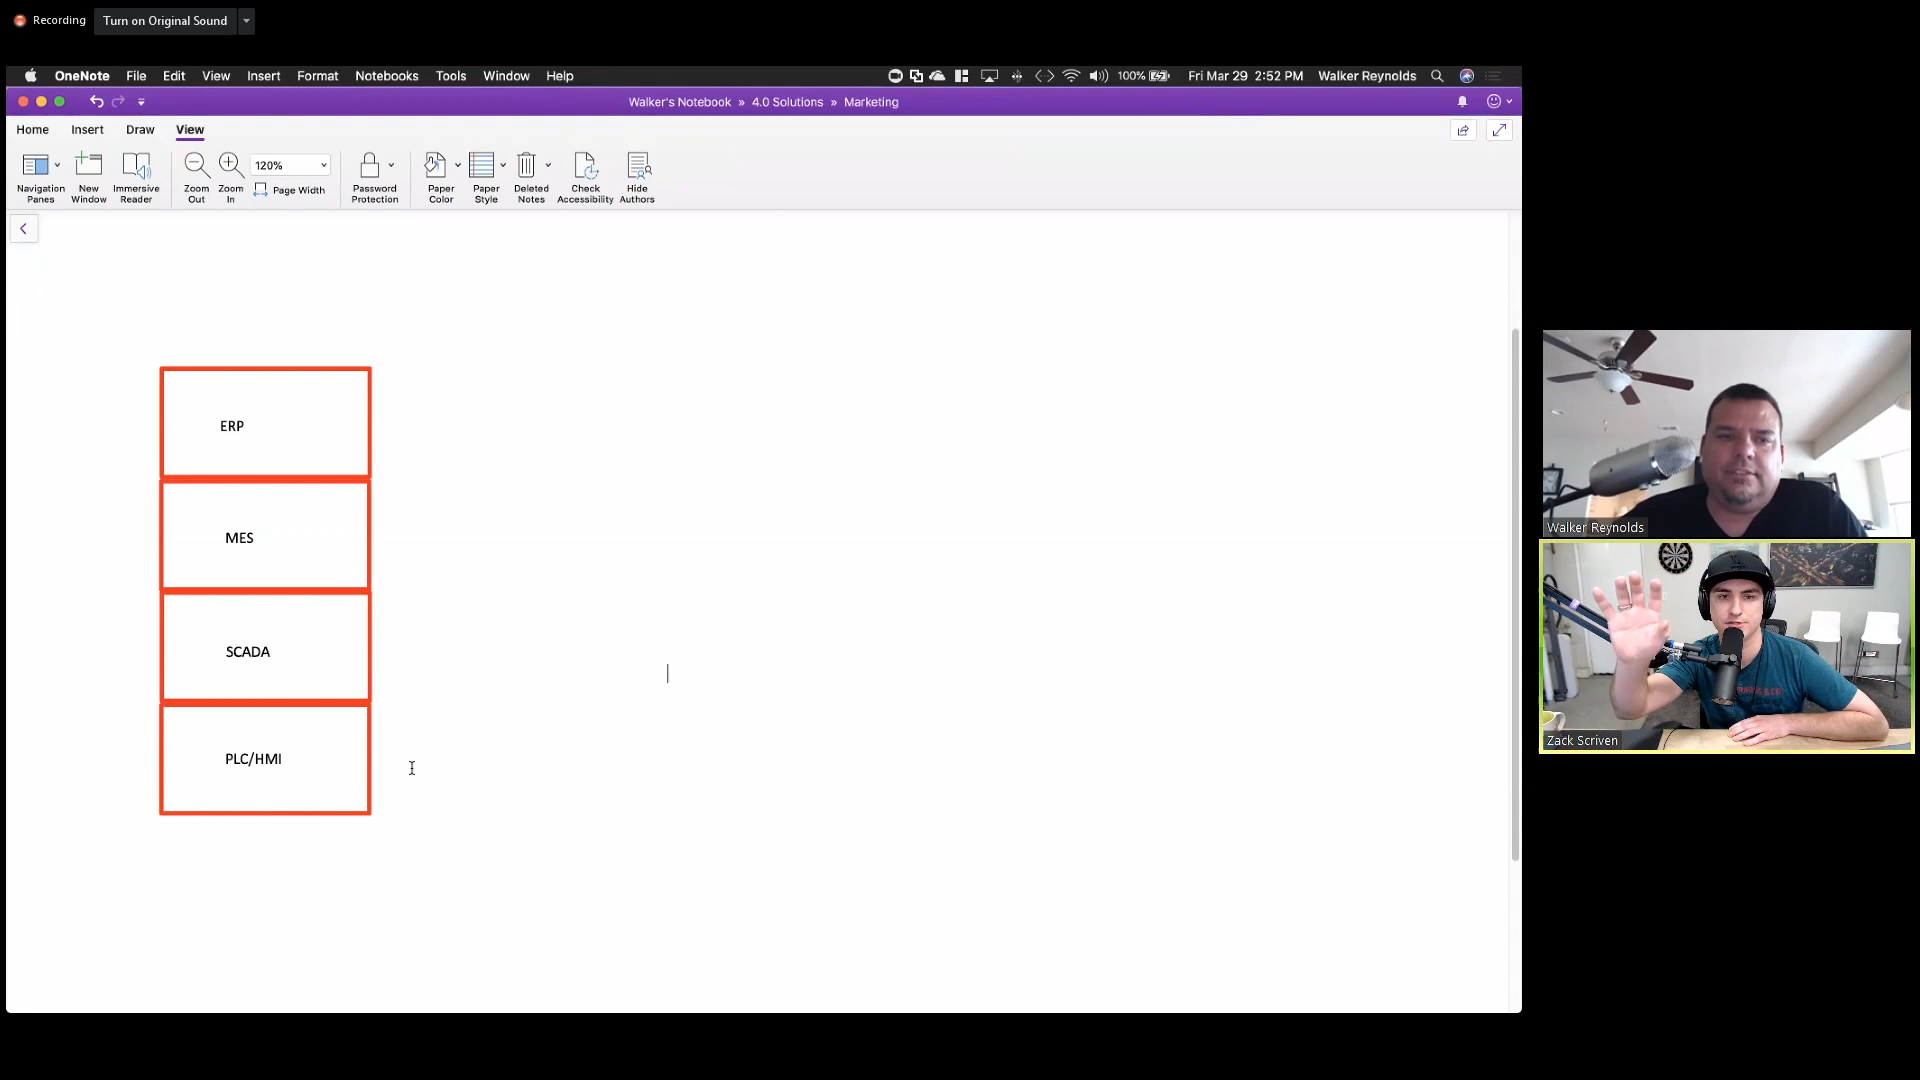 Recording
Turn on Original Sound
OneNote File Edit View Insert Format Notebooks Tools Window Help
100% Fri Mar 29 2:52 PM Walker Reynolds
Walker's Notebook » 4.0 Solutions » Marketing
Home Insert Draw View
120%
Page Width
Navigation Panes
New Window
Immersive Reader
Zoom Out
Zoom In
Password Protection
Paper Color
Paper Style
Deleted Notes
Check Accessibility
Hide Authors
ERP
MES
SCADA
PLC/HMI
Walker Reynolds
Zack Scriven